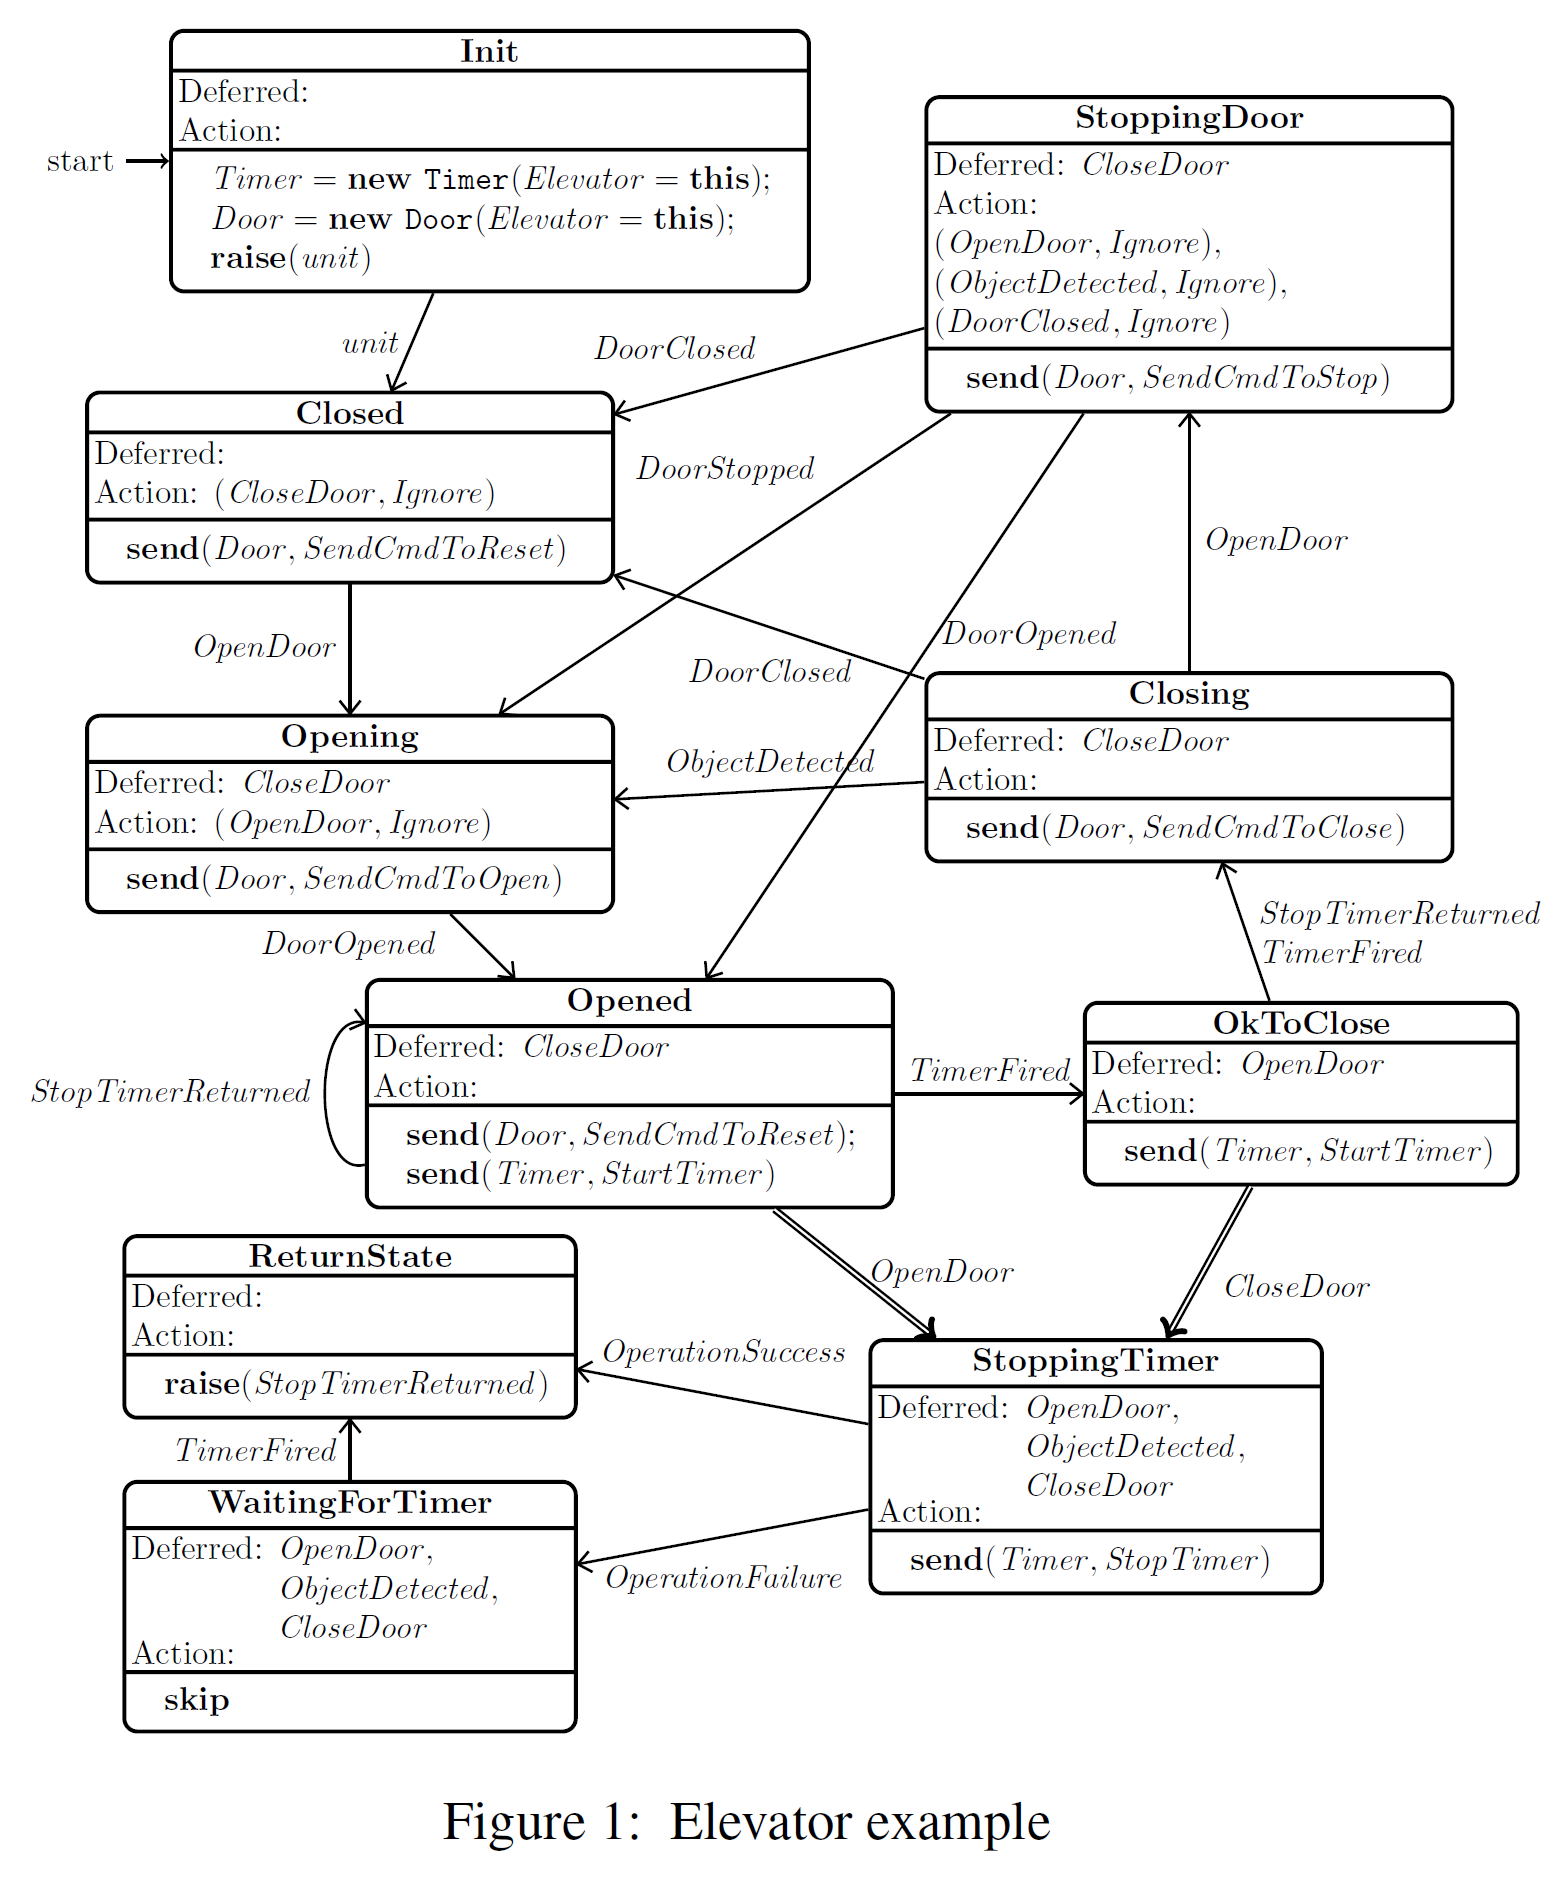 Init
Deferred:
Action:
start
Timer = new Timer(Elevator = this);
Door = new Door(Elevator = this);
raise(unit)
StoppingDoor
Deferred: CloseDoor
Action:
(OpenDoor, Ignore),
(ObjectDetected, Ignore),
(DoorClosed, Ignore)
send(Door, SendCmdToStop)
unit
DoorClosed
Closed
Deferred:
Action: (CloseDoor, Ignore)
send(Door, SendCmdToReset)
DoorStopped
OpenDoor
OpenDoor
DoorOpened
DoorClosed
Closing
Deferred: CloseDoor
Action:
send(Door, SendCmdToClose)
Opening
Deferred: CloseDoor
Action: (OpenDoor, Ignore)
send(Door, SendCmdToOpen)
ObjectDetected
DoorOpened
StopTimerReturned
TimerFired
Opened
Deferred: CloseDoor
Action:
send(Door, SendCmdToReset);
send(Timer, StartTimer)
StopTimerReturned
TimerFired
OkToClose
Deferred: OpenDoor
Action:
send(Timer, StartTimer)
OpenDoor
CloseDoor
ReturnState
Deferred:
Action:
raise(StopTimerReturned)
OperationSuccess
StoppingTimer
Deferred: OpenDoor,
ObjectDetected,
CloseDoor
Action:
send(Timer, StopTimer)
TimerFired
WaitingForTimer
Deferred: OpenDoor,
ObjectDetected,
CloseDoor
Action:
skip
OperationFailure
Figure 1: Elevator example